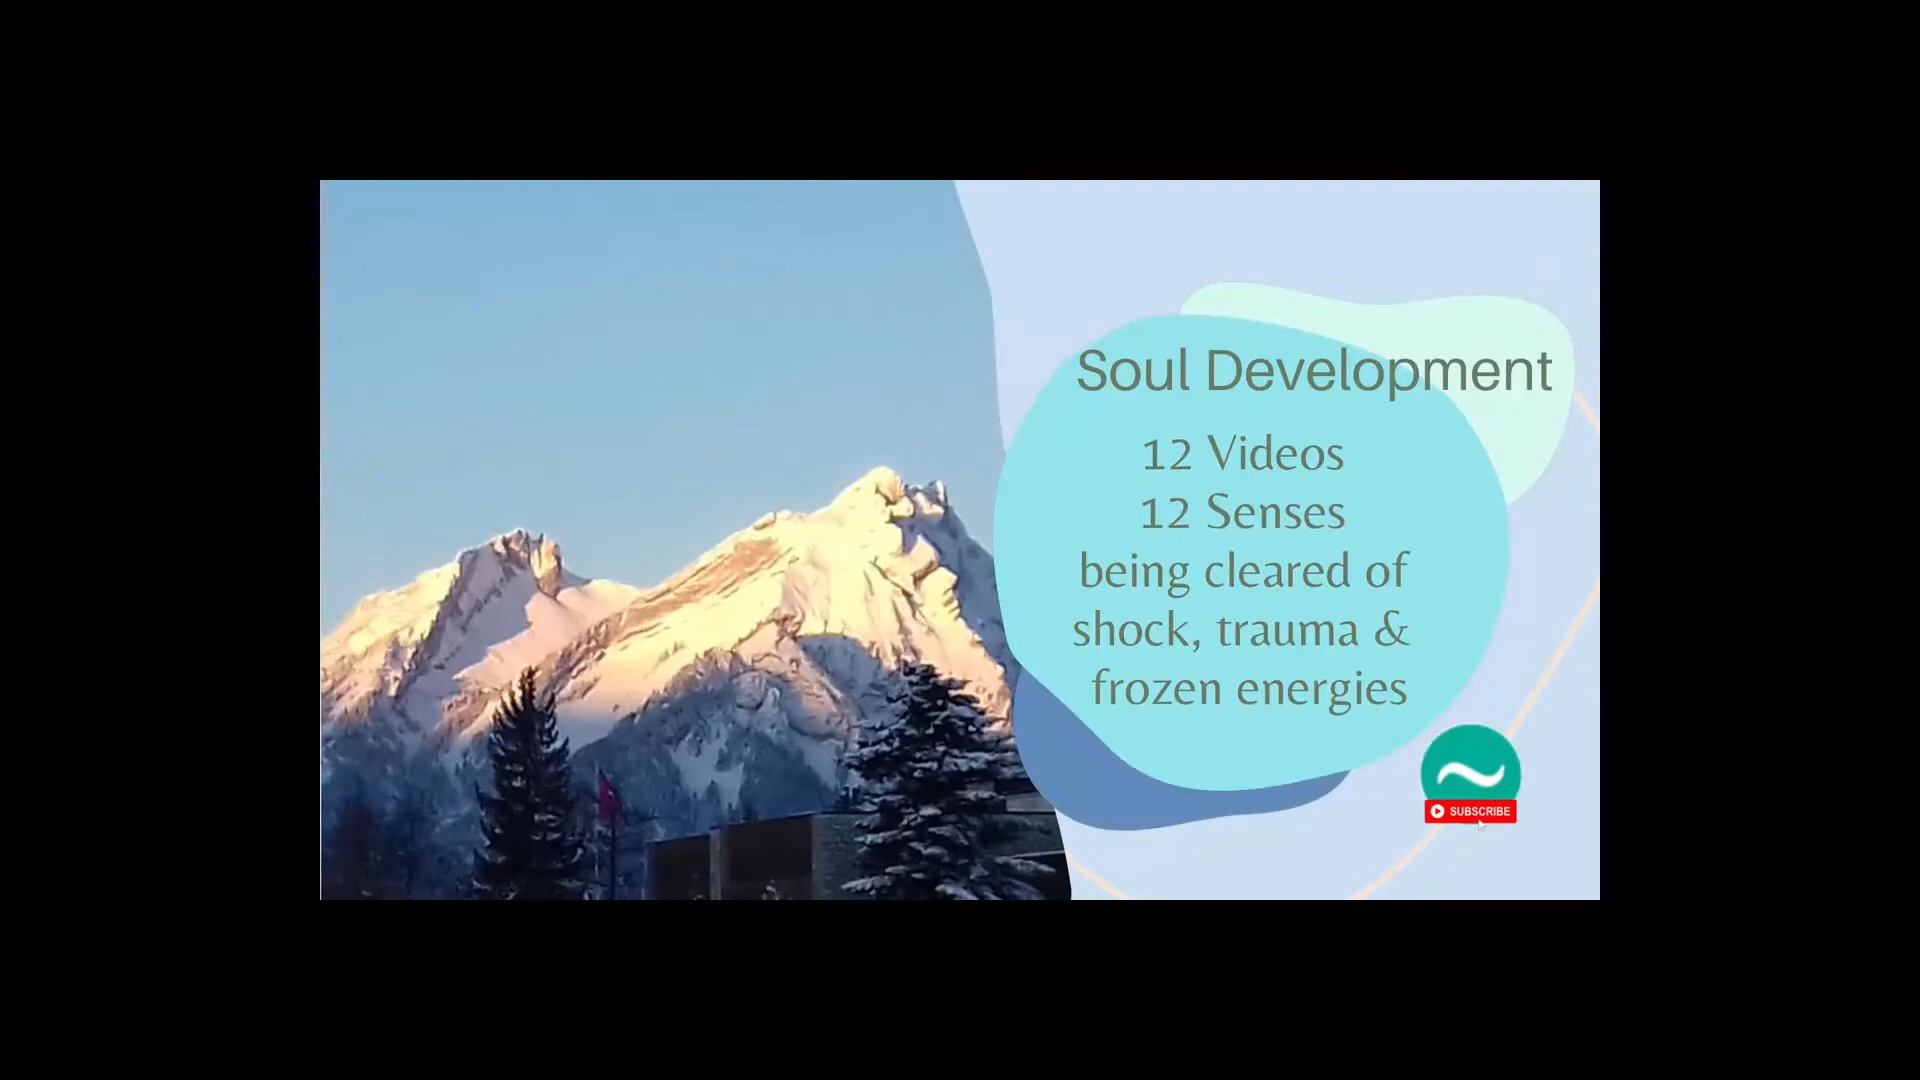 Soul Development
12 Videos
12 Senses
being cleared of
shock, trauma &
frozen energies
SUBSCRIBE